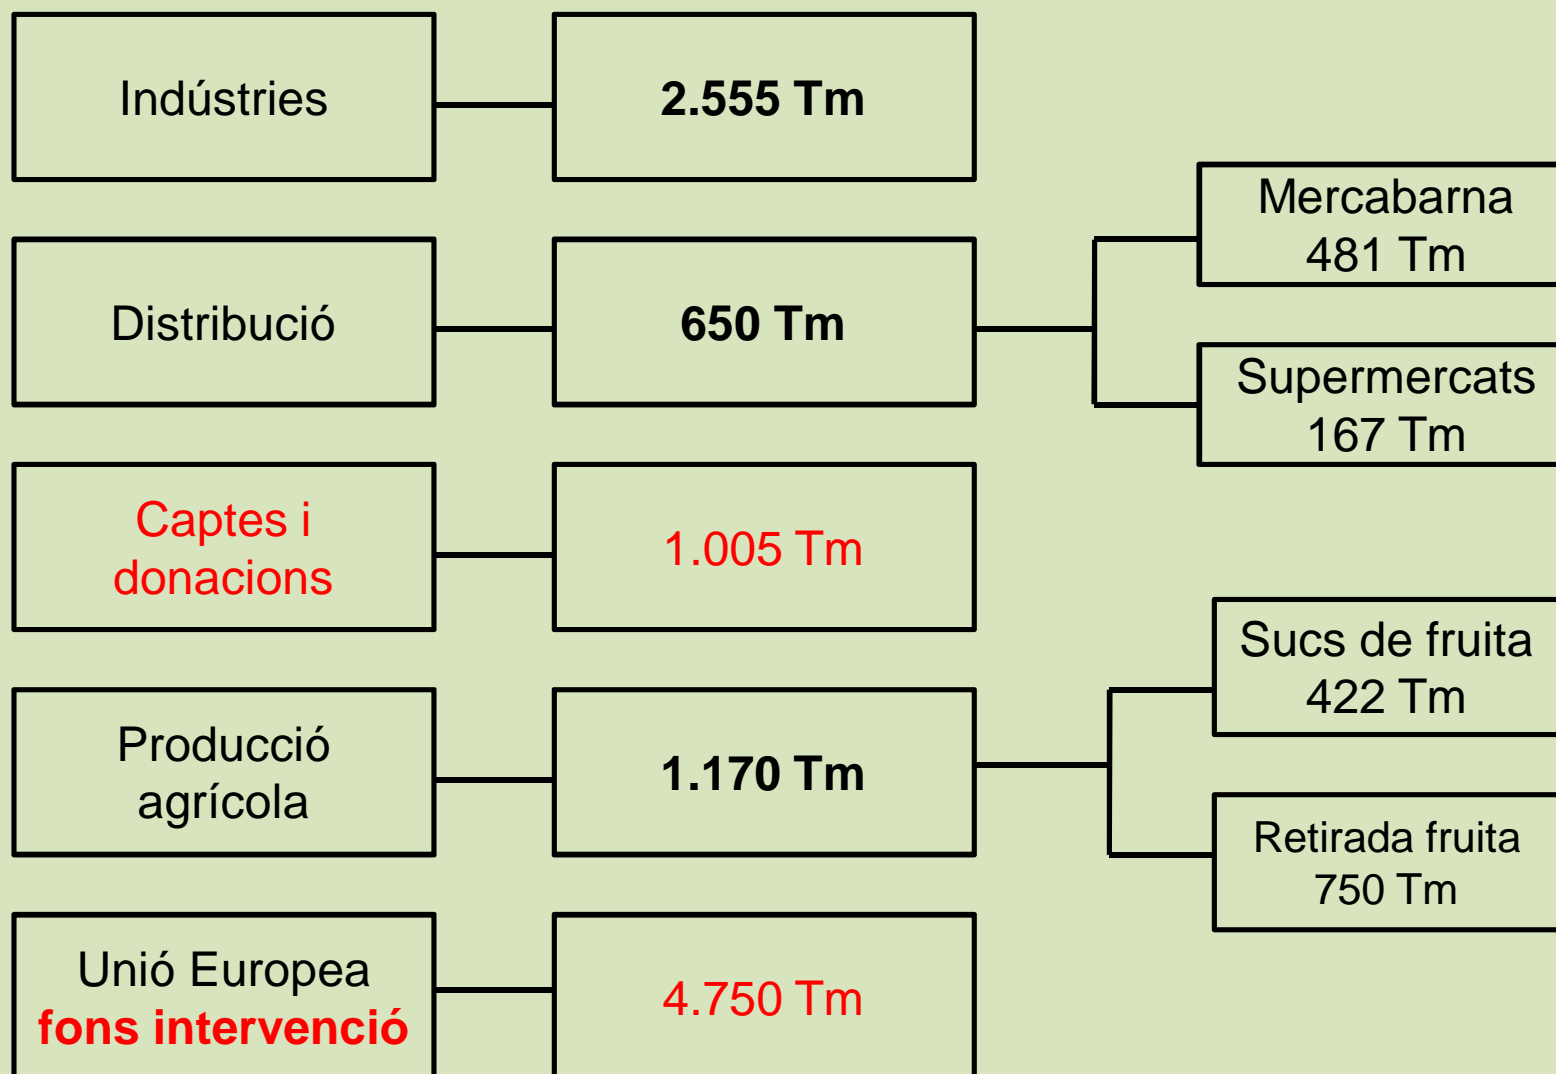 Indústries
2.555 Tm
Distribució
650 Tm
Mercabarna
481 Tm
Supermercats
167 Tm
Captes i
donacions
1.005 Tm
Producció
agrícola
1.170 Tm
Sucs de fruita
422 Tm
Retirada fruita
750 Tm
Unió Europea
fons intervenció
4.750 Tm